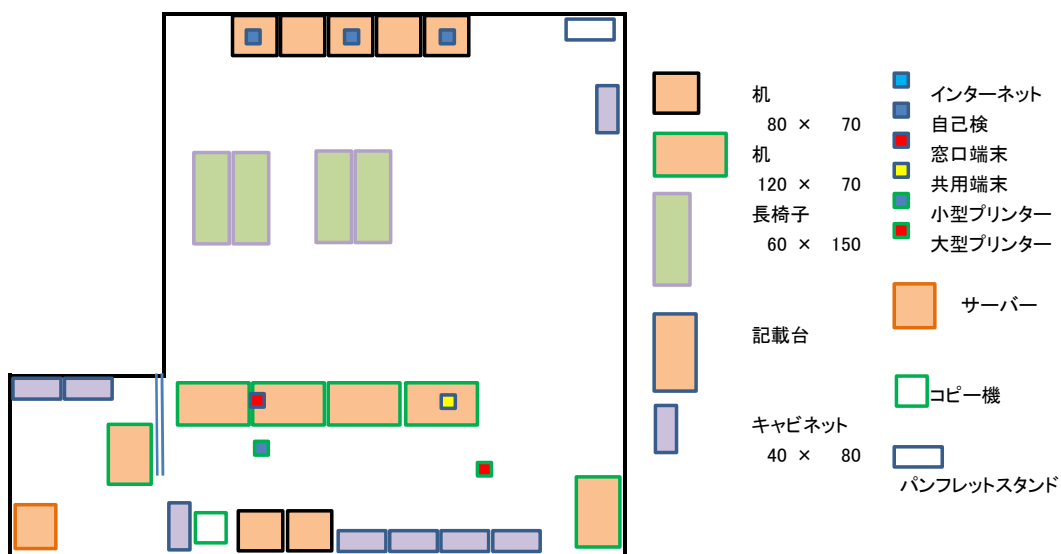 机
80 × 70
机
120 × 70
長椅子
60 × 150
記載台
キャビネット
40 × 80
インターネット
自己検
窓口端末
共用端末
小型プリンター
大型プリンター
サーバー
コピー機
パンフレットスタンド